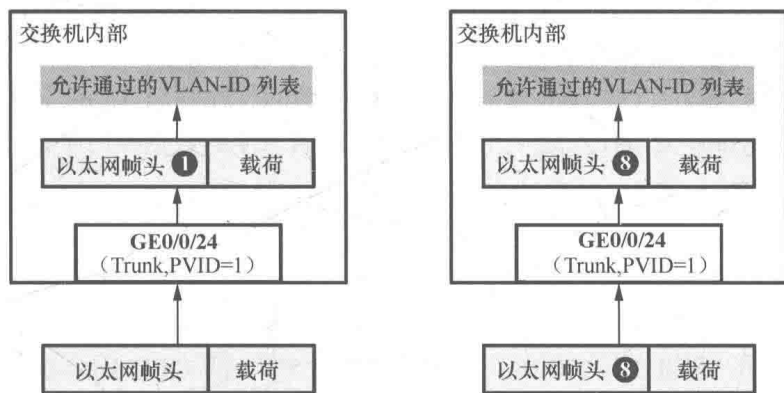 交换机内部
允许通过的VLAN-ID 列表
以太网帧头 1 载荷
GE0/0/24
（Trunk,PVID=1）
以太网帧头 载荷
交换机内部
允许通过的VLAN-ID 列表
以太网帧头 8 载荷
GE0/0/24
（Trunk,PVID=1）
以太网帧头 8 载荷